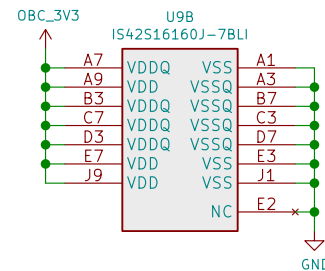 OBC_3V3
U9B
IS42S16160J-7BLI
A7 VDDQ VSS A1
A9 VDD VSSQ A3
B3 VDDQ VSSQ B7
C7 VDDQ VSSQ C3
D3 VDDQ VSSQ D7
E7 VDD VSS E3
J9 VDD VSS J1
NC E2
GND